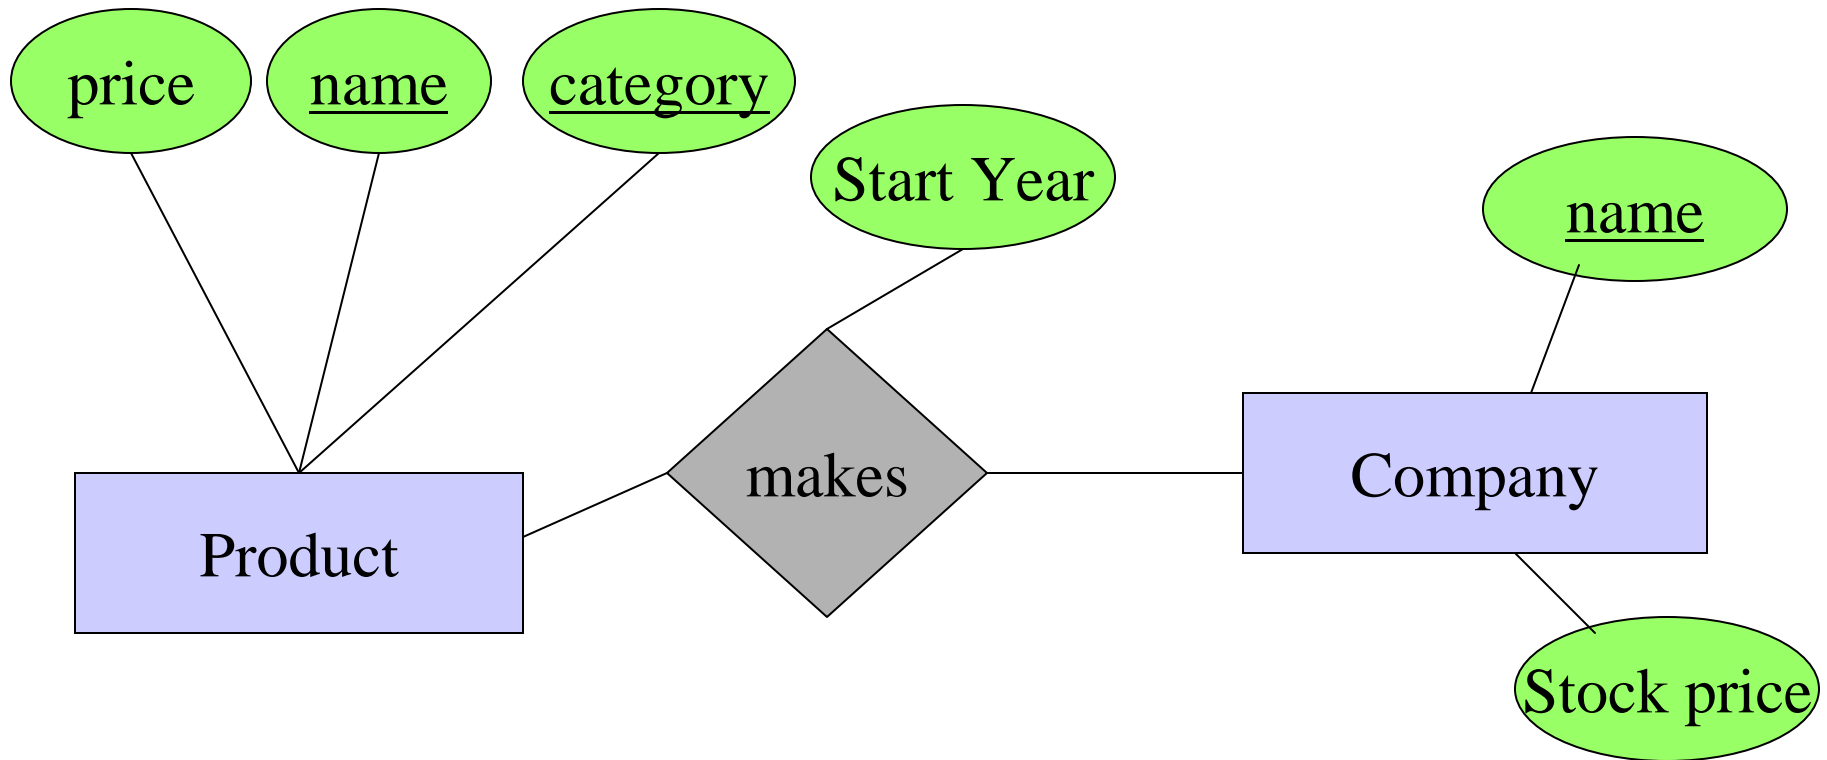 price
name
category
Start Year
name
makes
Company
Product
Stock price